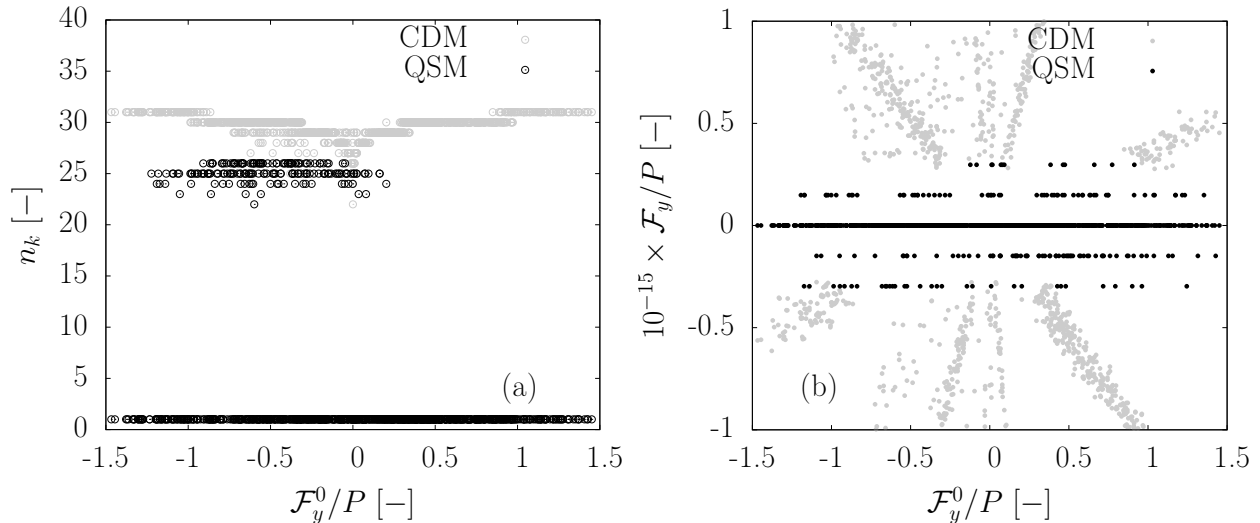 40
35
30
25
20
15
10
5
0
n_k [−]
CDM
QSM
(a)
-1.5 -1 -0.5 0 0.5 1 1.5
ℱ_y^0/P [−]
1
0.5
0
-0.5
-1
10^{−15} × ℱ_y/P [−]
CDM
QSM
(b)
-1.5 -1 -0.5 0 0.5 1 1.5
ℱ_y^0/P [−]